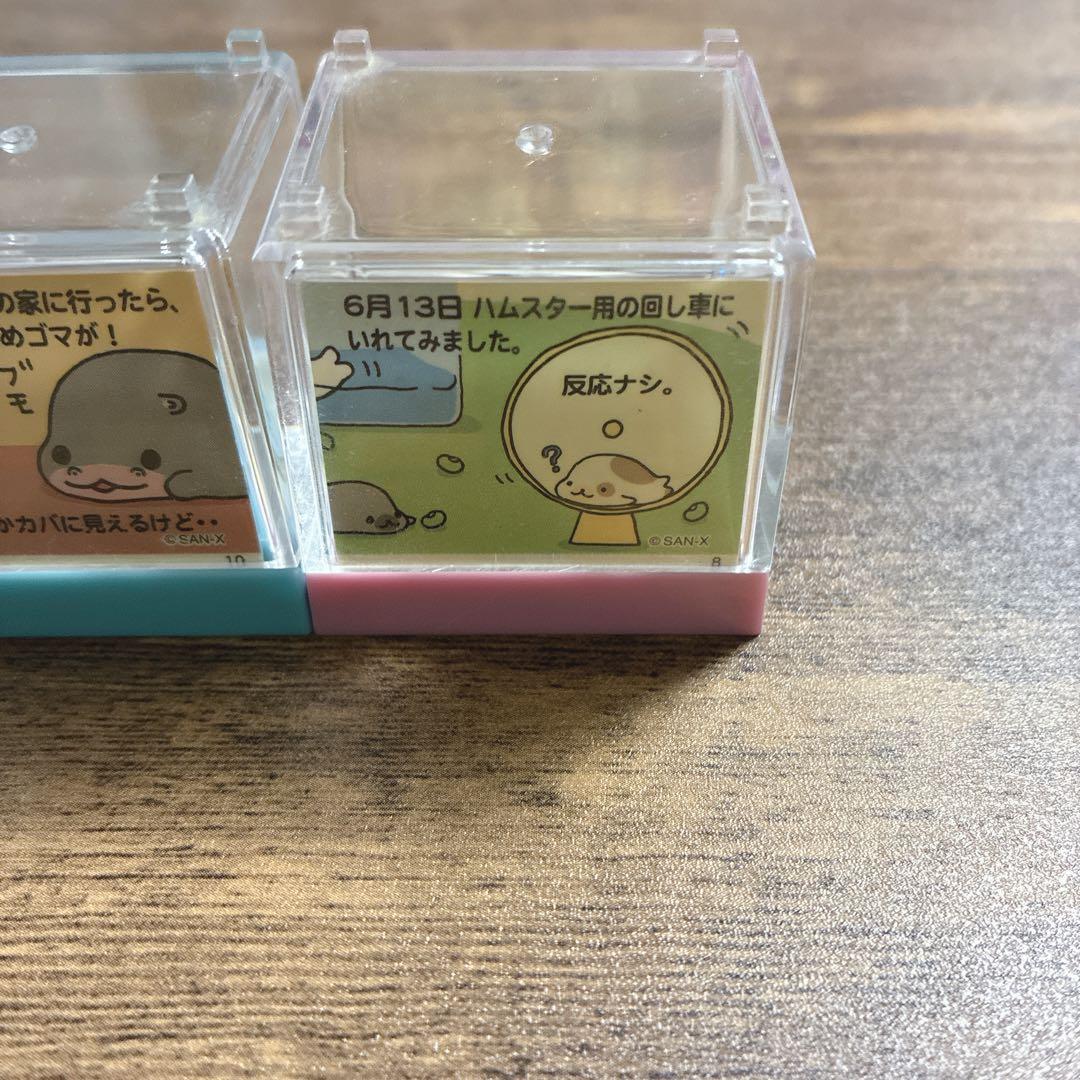 の家に行ったら、
めゴマが!
ブ
モ
かカバに見えるけど・・
©SAN-X
10
6月13日 ハムスター用の回し車に
いれてみました。
反応ナシ。
?
©SAN-X
8